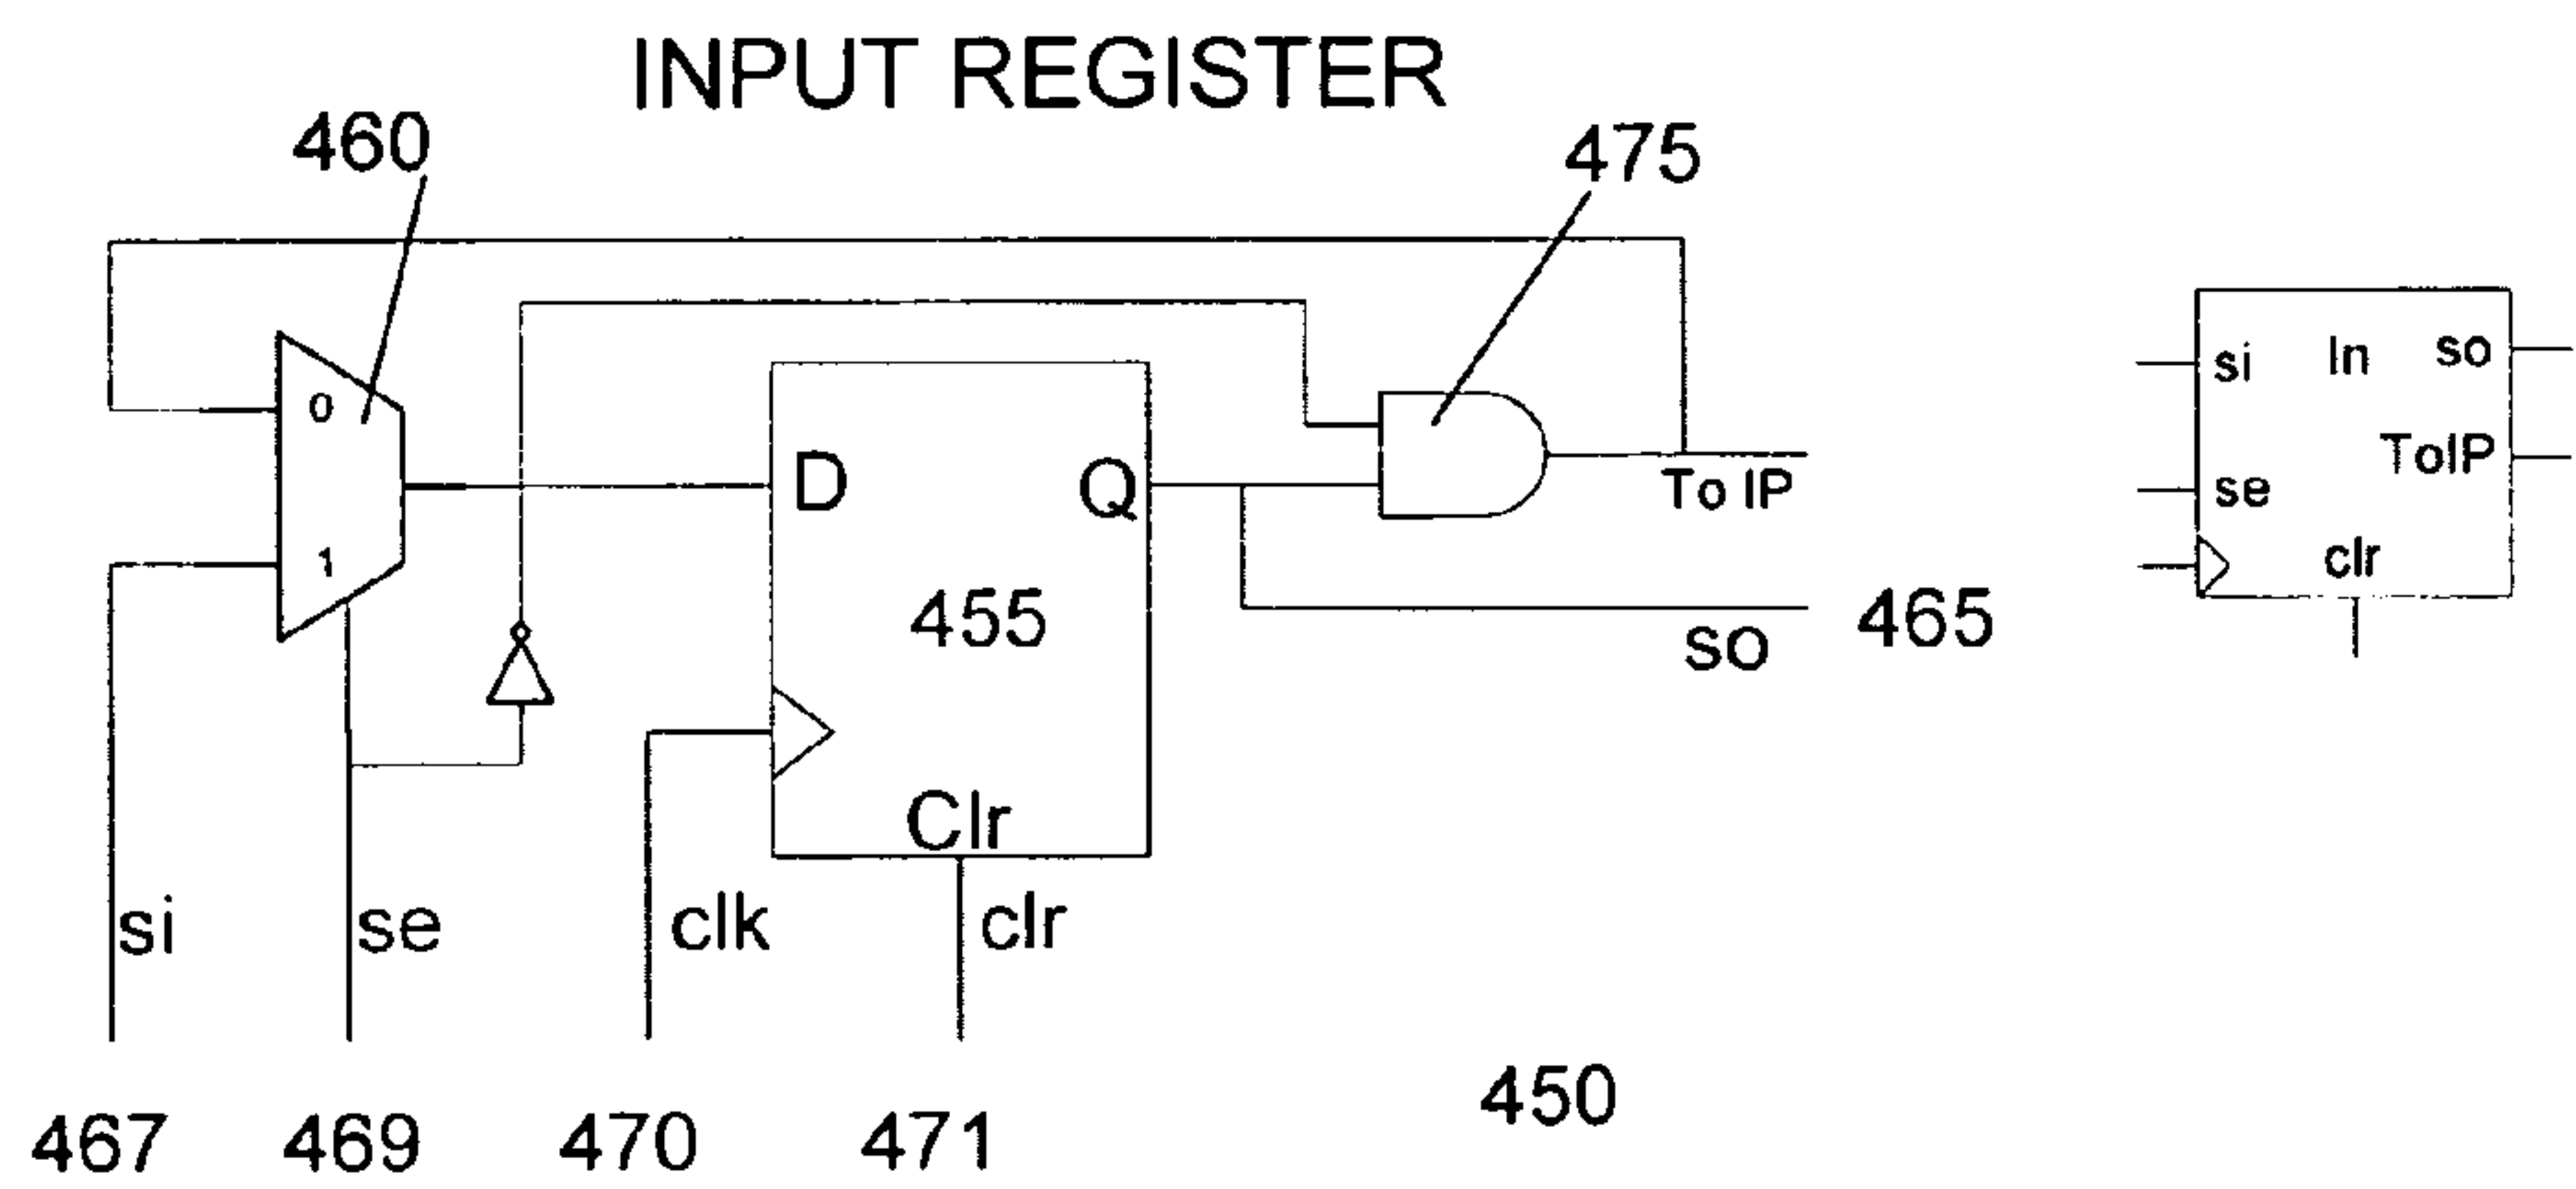 INPUT REGISTER
460
475
0
1
D
Q
455
Clr
To IP
so
465
si
se
clk
clr
467
469
470
471
450
si
In
so
ToIP
se
clr